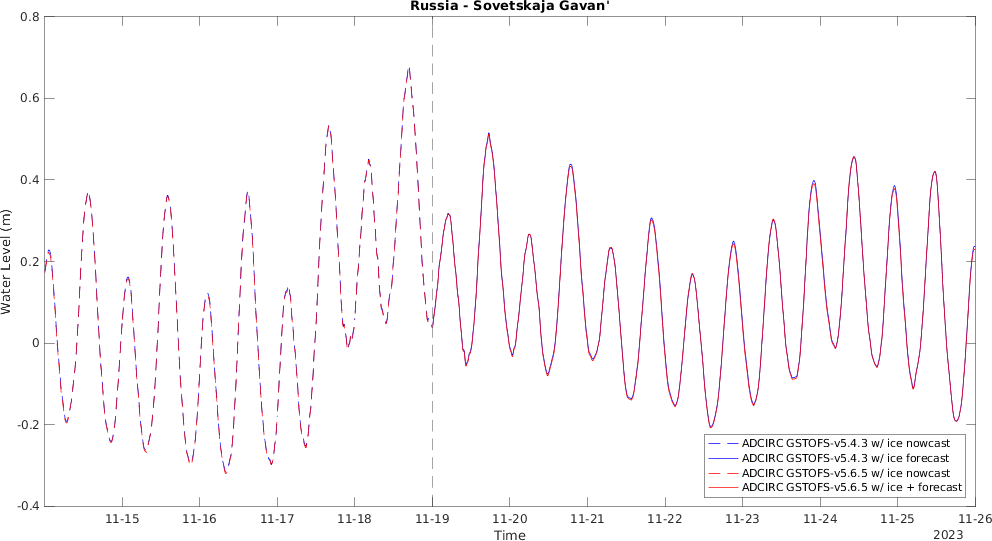 Russia - Sovetskaja Gavan'
Water Level (m)
0.8
0.6
0.4
0.2
0
-0.2
-0.4
ADCIRC GSTOFS-v5.4.3 w/ ice nowcast
ADCIRC GSTOFS-v5.4.3 w/ ice forecast
ADCIRC GSTOFS-v5.6.5 w/ ice nowcast
ADCIRC GSTOFS-v5.6.5 w/ ice + forecast
11-15 11-16 11-17 11-18 11-19 11-20 11-21 11-22 11-23 11-24 11-25 11-26
Time
2023